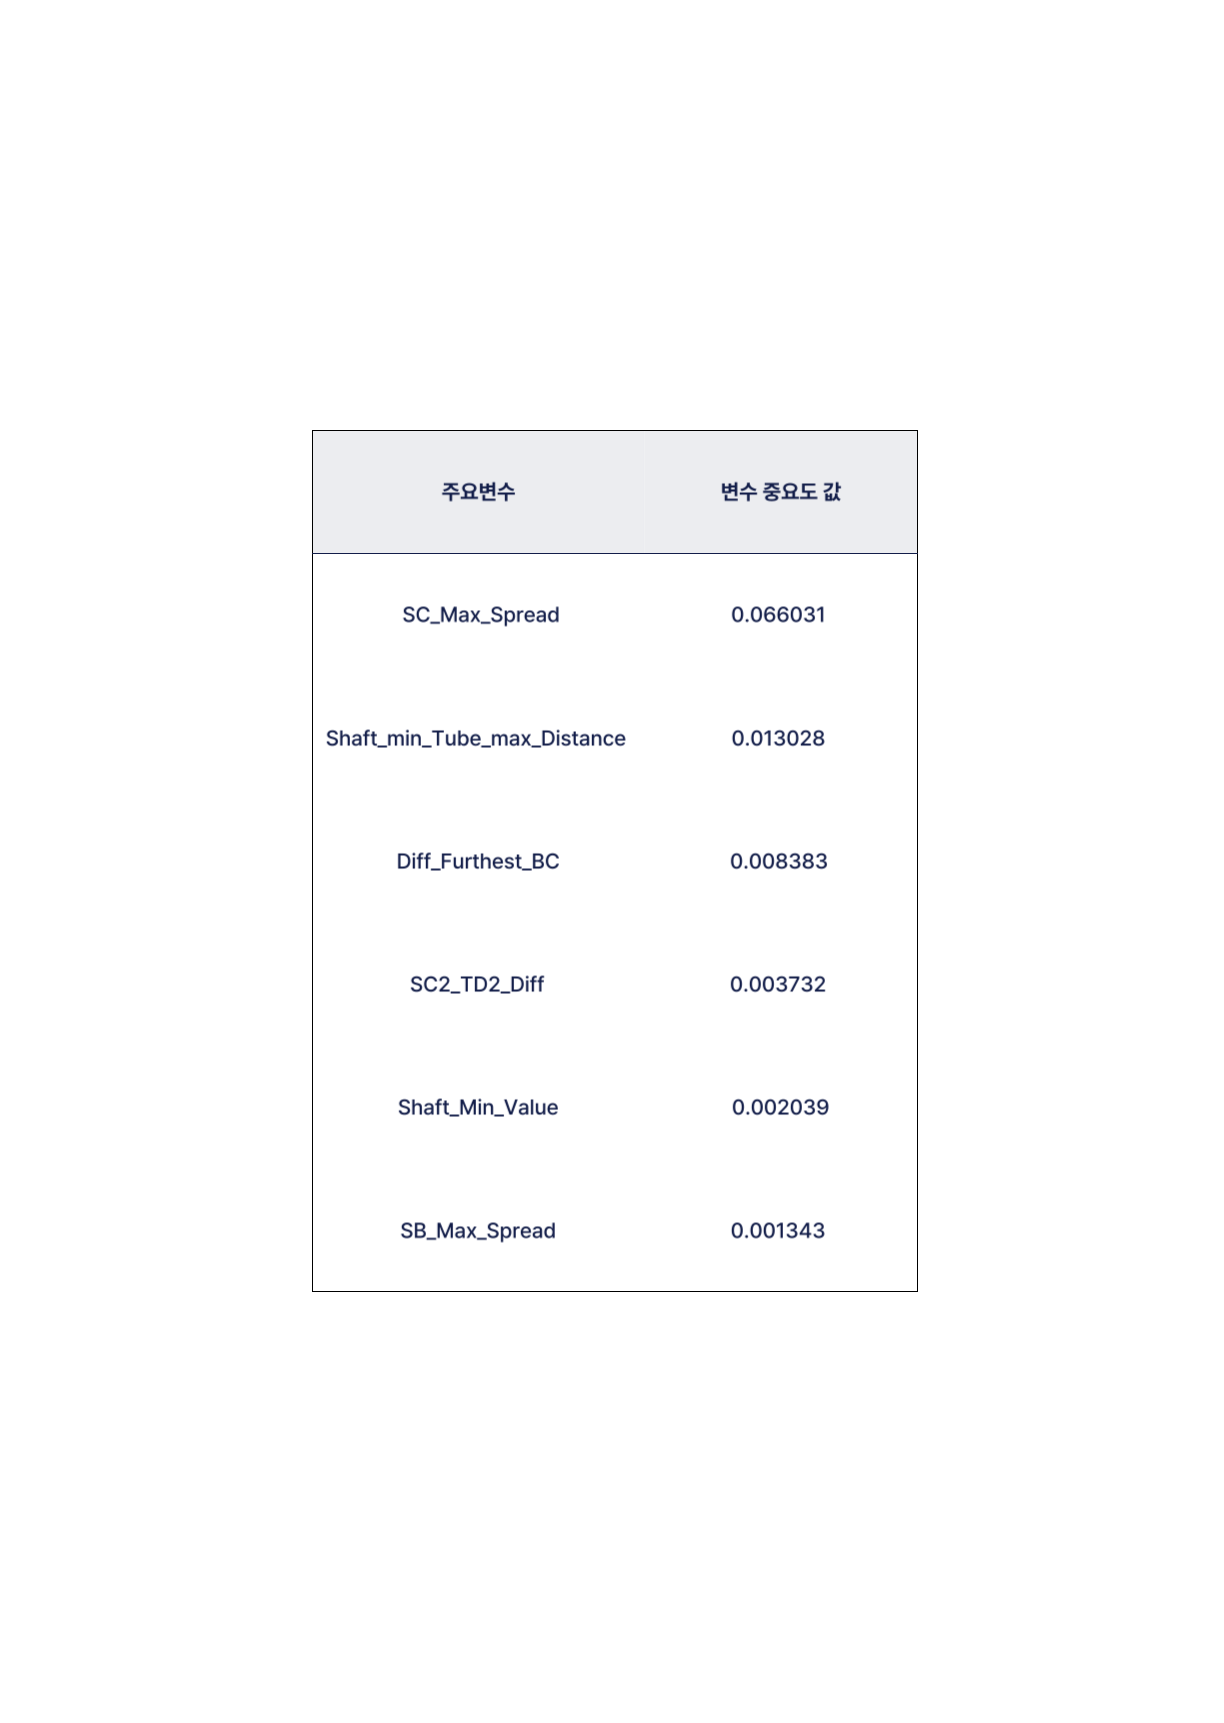 주요변수 변수 중요도 값
SC_Max_Spread 0.066031
Shaft_min_Tube_max_Distance 0.013028
Diff_Furthest_BC 0.008383
SC2_TD2_Diff 0.003732
Shaft_Min_Value 0.002039
SB_Max_Spread 0.001343